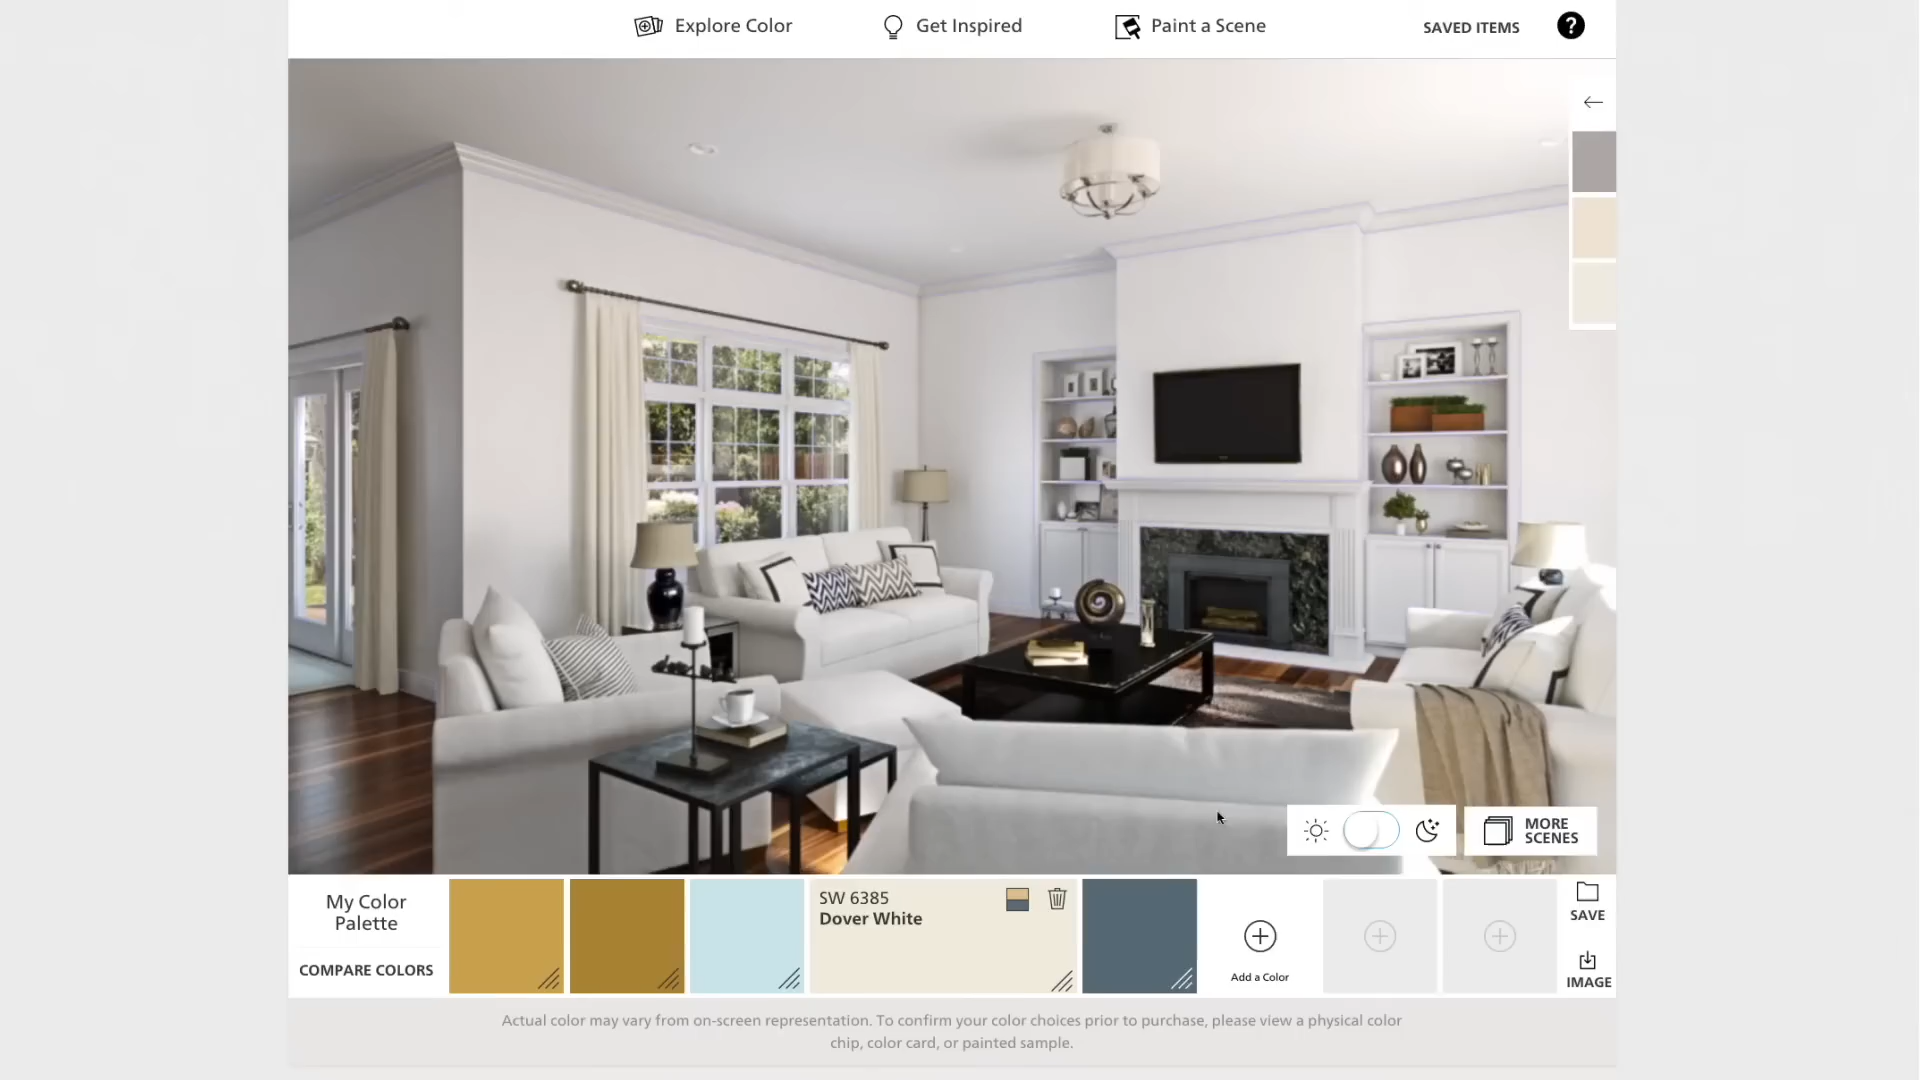 Explore Color
Get Inspired
Paint a Scene
SAVED ITEMS
?
MORE
SCENES
My Color
Palette
COMPARE COLORS
SW 6385
Dover White
Add a Color
SAVE
IMAGE
Actual color may vary from on-screen representation. To confirm your color choices prior to purchase, please view a physical color
chip, color card, or painted sample.